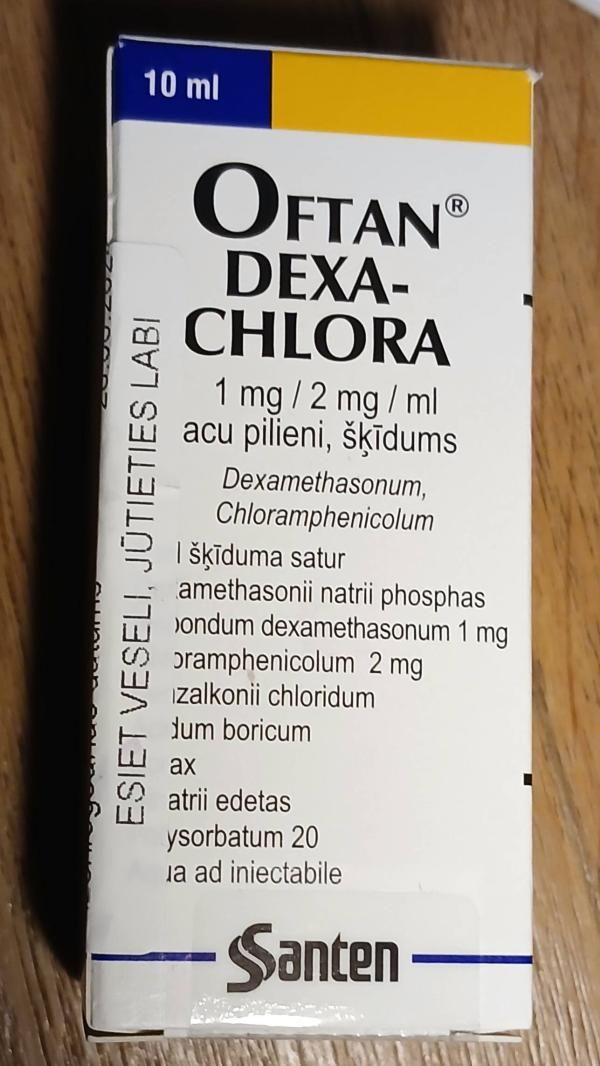 10 ml
OFTAN®
DEXA-
CHLORA
1 mg / 2 mg / ml
acu pilieni, šķīdums
Dexamethasonum,
Chloramphenicolum
l šķīduma satur
amethasonii natrii phosphas
pondum dexamethasonum 1 mg
oramphenicolum 2 mg
zalkonii chloridum
dum boricum
ax
atrii edetas
ysorbatum 20
ua ad iniectabile
Santen
ESIET VESELI, JŪTIETIES LABI